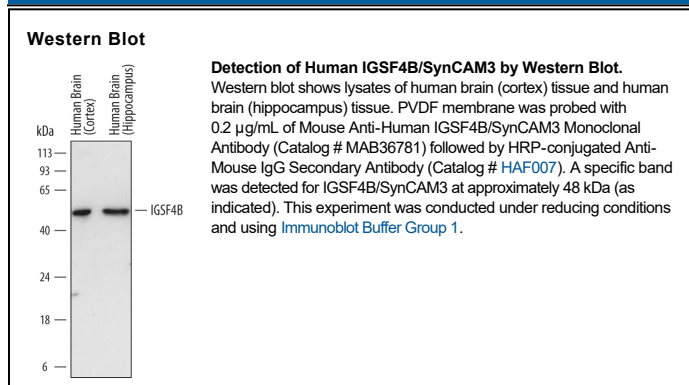 Western Blot
Human Brain
(Cortex)
Human Brain
(Hippocampus)
kDa
113
93
65
40
24
18
6
IGSF4B
Detection of Human IGSF4B/SynCAM3 by Western Blot.
Western blot shows lysates of human brain (cortex) tissue and human
brain (hippocampus) tissue. PVDF membrane was probed with
0.2 µg/mL of Mouse Anti-Human IGSF4B/SynCAM3 Monoclonal
Antibody (Catalog # MAB36781) followed by HRP-conjugated Anti-
Mouse IgG Secondary Antibody (Catalog # HAF007). A specific band
was detected for IGSF4B/SynCAM3 at approximately 48 kDa (as
indicated). This experiment was conducted under reducing conditions
and using Immunoblot Buffer Group 1.